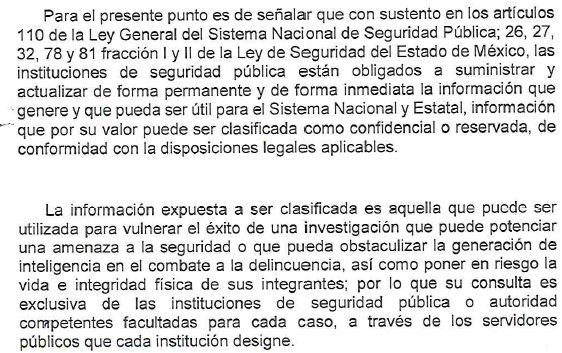 Para el presente punto es de señalar que con sustento en los artículos
110 de la Ley General del Sistema Nacional de Seguridad Pública; 26, 27,
32, 78 y 81 fracción I y II de la Ley de Seguridad del Estado de México, las
instituciones de seguridad pública están obligados a suministrar y
actualizar de forma permanente y de forma inmediata la información que
genere y que pueda ser útil para el Sistema Nacional y Estatal, información
que por su valor puede ser clasificada como confidencial o reservada, de
conformidad con la disposiciones legales aplicables.
La información expuesta a ser clasificada es aquella que puede ser
utilizada para vulnerar el éxito de una investigación que puede potenciar
una amenaza a la seguridad o que pueda obstaculizar la generación de
inteligencia en el combate a la delincuencia, así como poner en riesgo la
vida e integridad física de sus integrantes; por lo que su consulta es
exclusiva de las instituciones de seguridad pública o autoridad
competentes facultadas para cada caso, a través de los servidores
públicos que cada institución designe.